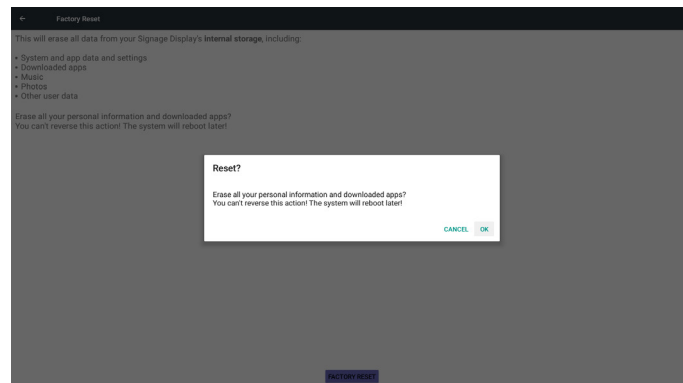 ← Factory Reset
This will erase all data from your Signage Display's internal storage, including:
• System and app data and settings
• Downloaded apps
• Music
• Photos
• Other user data
Erase all your personal information and downloaded apps?
You can't reverse this action! The system will reboot later!
Reset?
Erase all your personal information and downloaded apps?
You can't reverse this action! The system will reboot later!
CANCEL OK
FACTORY RESET